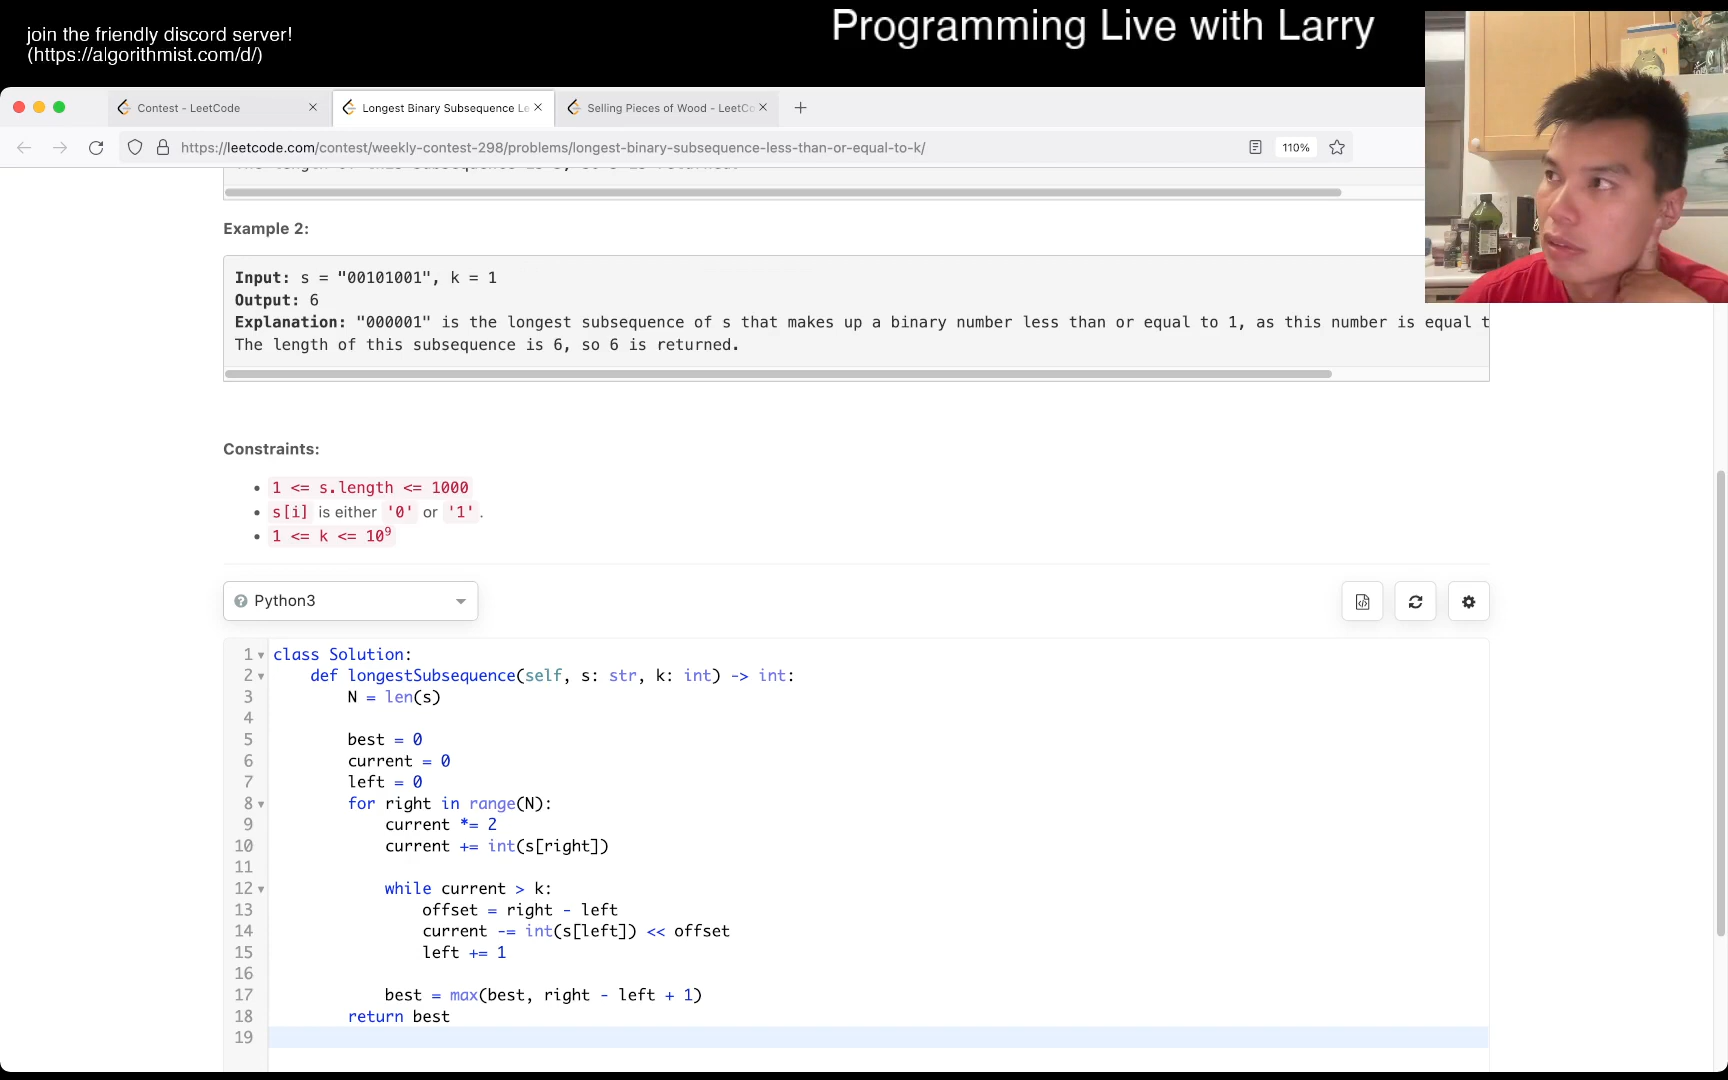 join the friendly discord server!
(https://algorithmist.com/d/)
Programming Live with Larry
Contest - LeetCode
Longest Binary Subsequence Le
Selling Pieces of Wood - LeetCo
https://leetcode.com/contest/weekly-contest-298/problems/longest-binary-subsequence-less-than-or-equal-to-k/
110%
Example 2:
Input: s = "00101001", k = 1
Output: 6
Explanation: "000001" is the longest subsequence of s that makes up a binary number less than or equal to 1, as this number is equal t
The length of this subsequence is 6, so 6 is returned.
Constraints:
• 1 <= s.length <= 1000
• s[i] is either '0' or '1'.
• 1 <= k <= 10⁹
Python3
1 class Solution:
2     def longestSubsequence(self, s: str, k: int) -> int:
3         N = len(s)
4
5         best = 0
6         current = 0
7         left = 0
8         for right in range(N):
9             current *= 2
10             current += int(s[right])
11
12             while current > k:
13                 offset = right - left
14                 current -= int(s[left]) << offset
15                 left += 1
16
17             best = max(best, right - left + 1)
18         return best
19